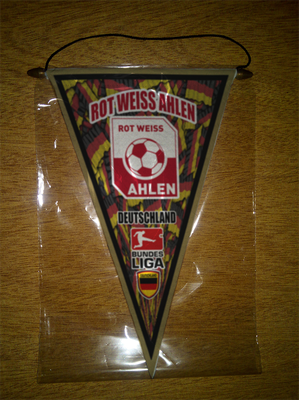 ROT WEISS AHLEN
ROT WEISS
AHLEN
DEUTSCHLAND
BUNDES
LIGA